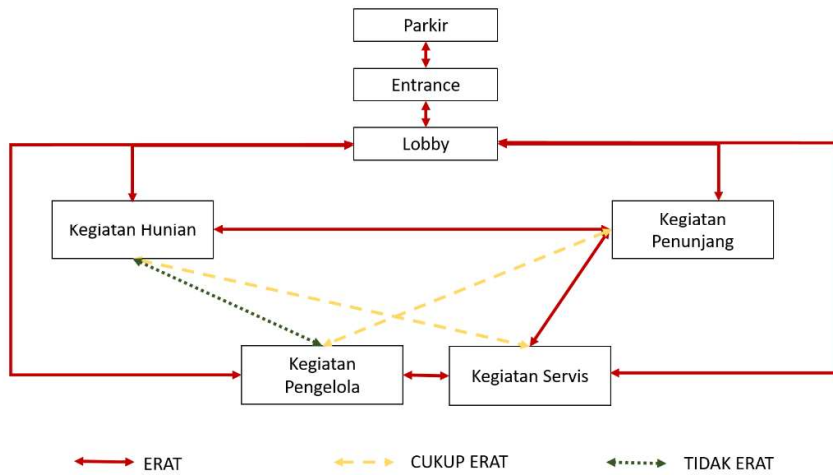 Parkir
Entrance
Lobby
Kegiatan Hunian
Kegiatan
Penunjang
Kegiatan
Pengelola
Kegiatan Servis
ERAT
CUKUP ERAT
TIDAK ERAT